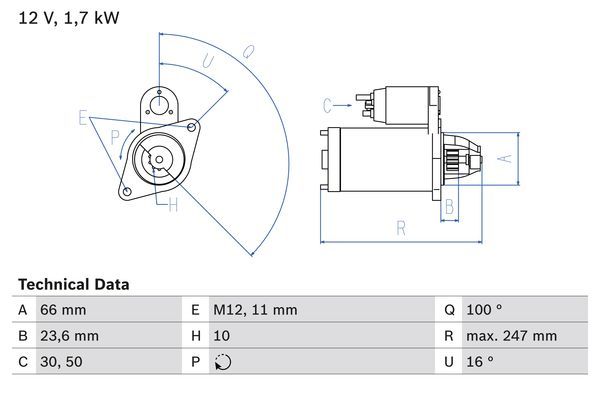 12 V, 1,7 kW
Q
U
E
P
H
C
A
B
R
Technical Data
A 66 mm E M12, 11 mm Q 100 °
B 23,6 mm H 10 R max. 247 mm
C 30, 50 P U 16 °